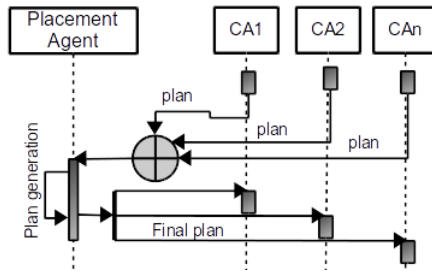 Placement
Agent
CA1
CA2
CAn
plan
plan
plan
Plan generation
Final plan